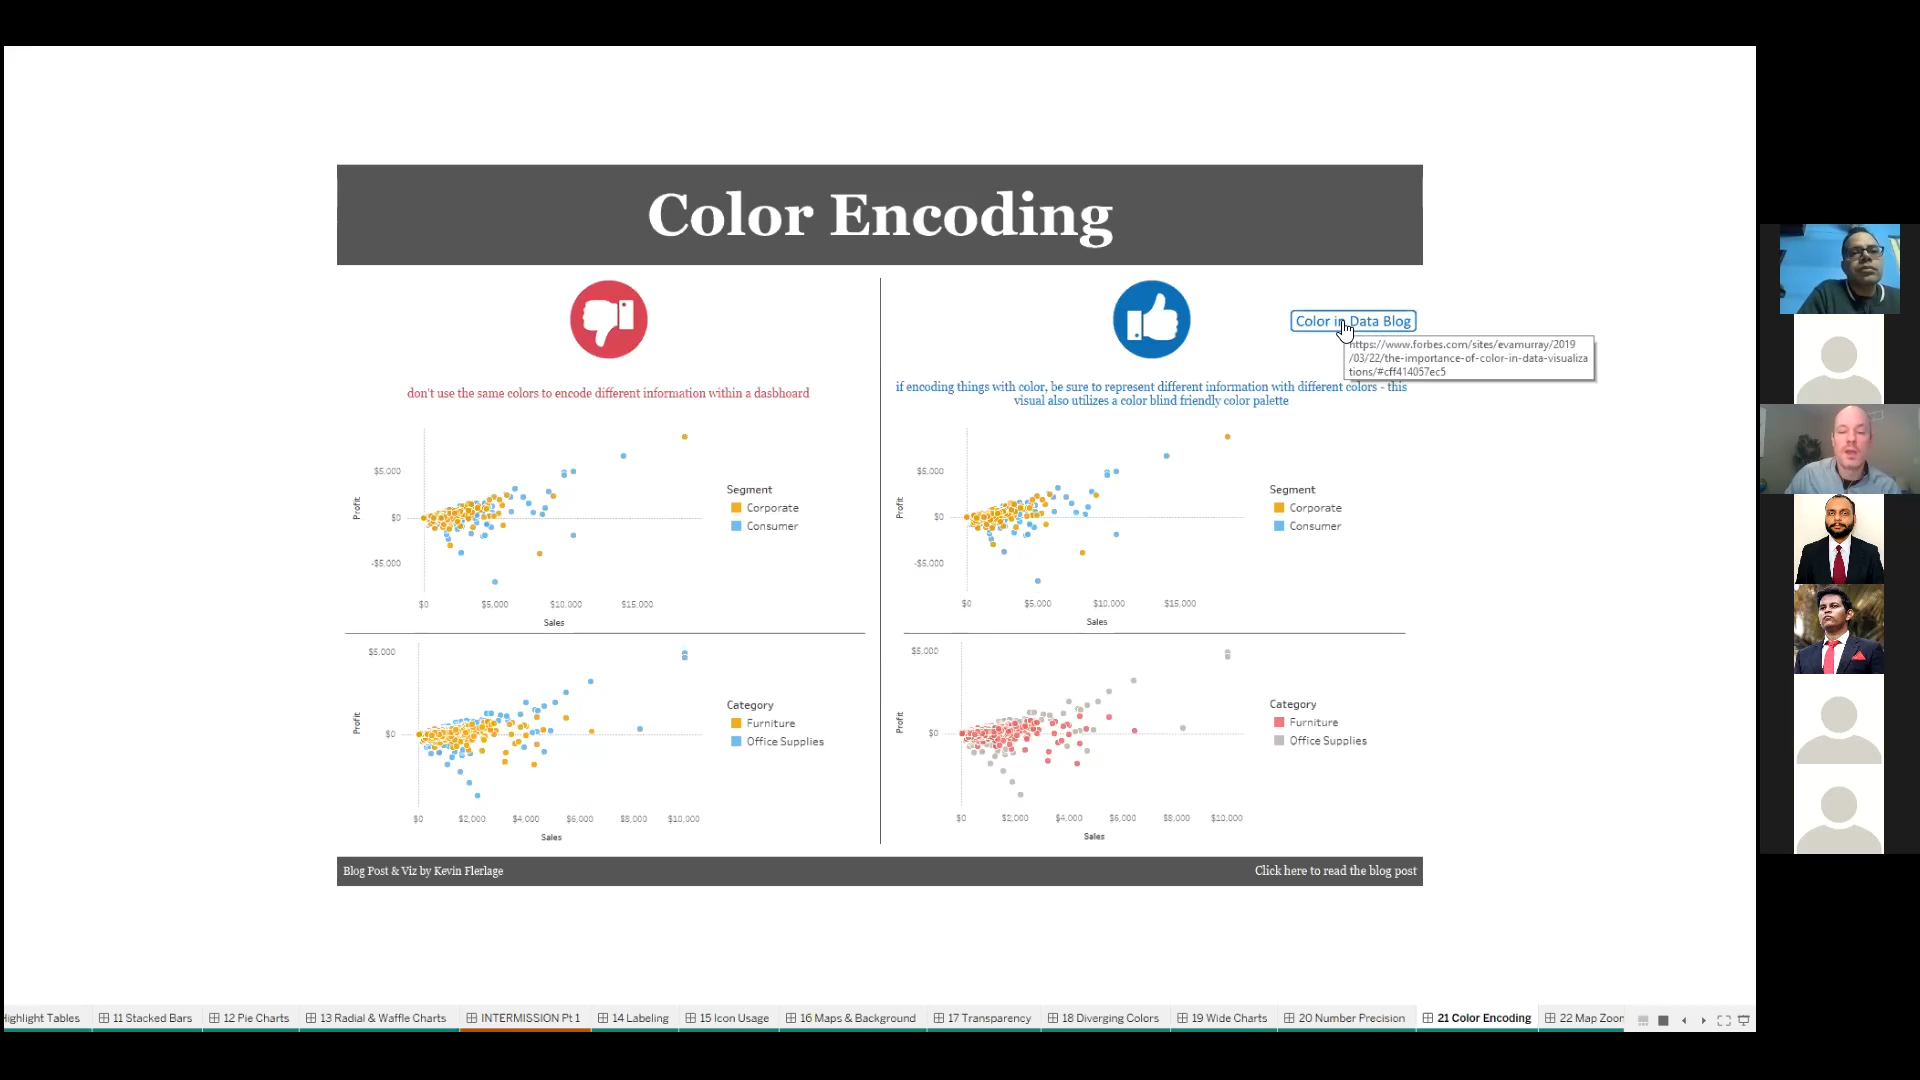 Color Encoding
Color in Data Blog
https://www.forbes.com/sites/evamurray/2019
/03/22/the-importance-of-color-in-data-visualiza
tions/#cff414057ec5
don't use the same colors to encode different information within a dasbhoard
if encoding things with color, be sure to represent different information with different colors - this
visual also utilizes a color blind friendly color palette
$5,000
$0
-$5,000
Profit
$0 $5,000 $10,000 $15,000
Sales
Segment
Corporate
Consumer
$5,000
$0
-$5,000
Profit
$0 $5,000 $10,000 $15,000
Sales
Segment
Corporate
Consumer
$5,000
$0
Profit
$0 $2,000 $4,000 $6,000 $8,000 $10,000
Sales
Category
Furniture
Office Supplies
$5,000
$0
Profit
$0 $2,000 $4,000 $6,000 $8,000 $10,000
Sales
Category
Furniture
Office Supplies
Blog Post & Viz by Kevin Flerlage
Click here to read the blog post
Highlight Tables 11 Stacked Bars 12 Pie Charts 13 Radial & Waffle Charts INTERMISSION Pt 1 14 Labeling 15 Icon Usage 16 Maps & Background 17 Transparency 18 Diverging Colors 19 Wide Charts 20 Number Precision 21 Color Encoding 22 Map Zoor